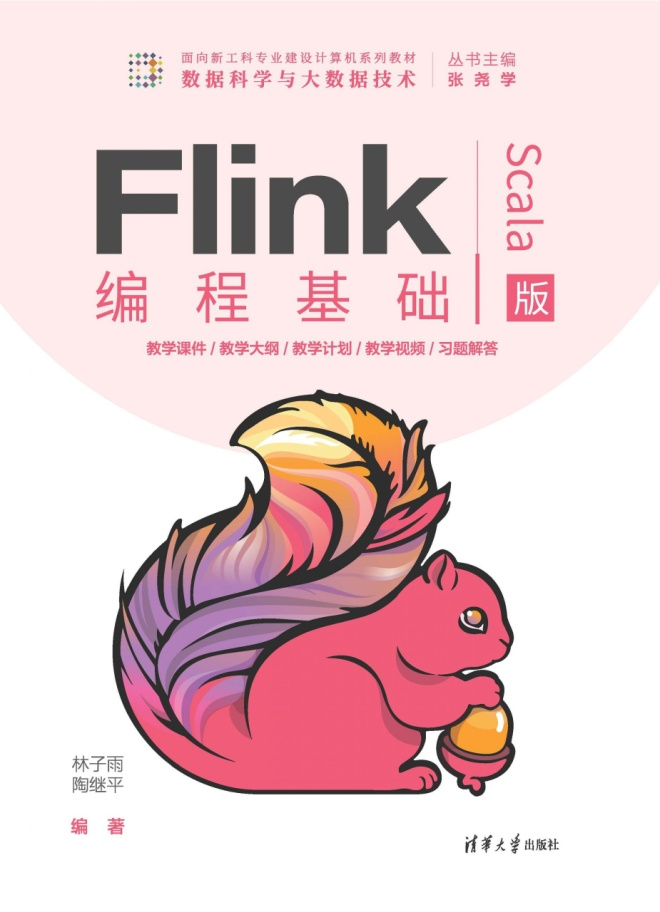 面向新工科专业建设计算机系列教材
数据科学与大数据技术
丛书主编
张尧学
Flink
Scala
编程基础
版
教学课件 / 教学大纲 / 教学计划 / 教学视频 / 习题解答
林子雨
陶继平
编著
清华大学出版社